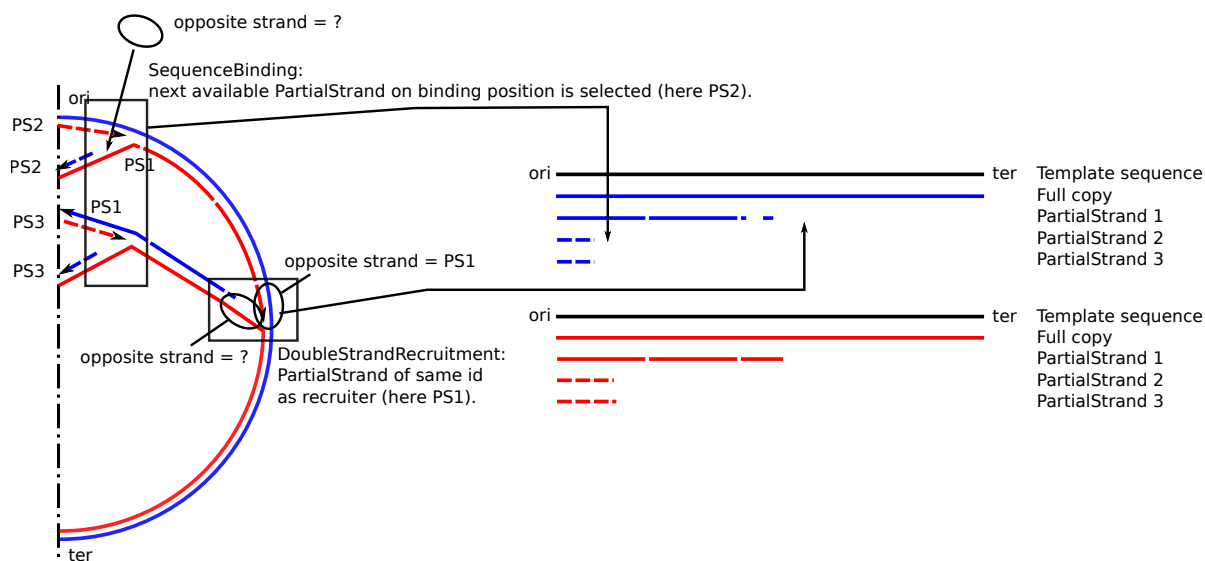 opposite strand = ?
SequenceBinding:
next available PartialStrand on binding position is selected (here PS2).
ori
PS2
PS2
PS1
PS1
PS3
PS3
opposite strand = PS1
opposite strand = ?
DoubleStrandRecruitment:
PartialStrand of same id
as recruiter (here PS1).
ter
ori
ter
Template sequence
Full copy
PartialStrand 1
PartialStrand 2
PartialStrand 3
ori
ter
Template sequence
Full copy
PartialStrand 1
PartialStrand 2
PartialStrand 3